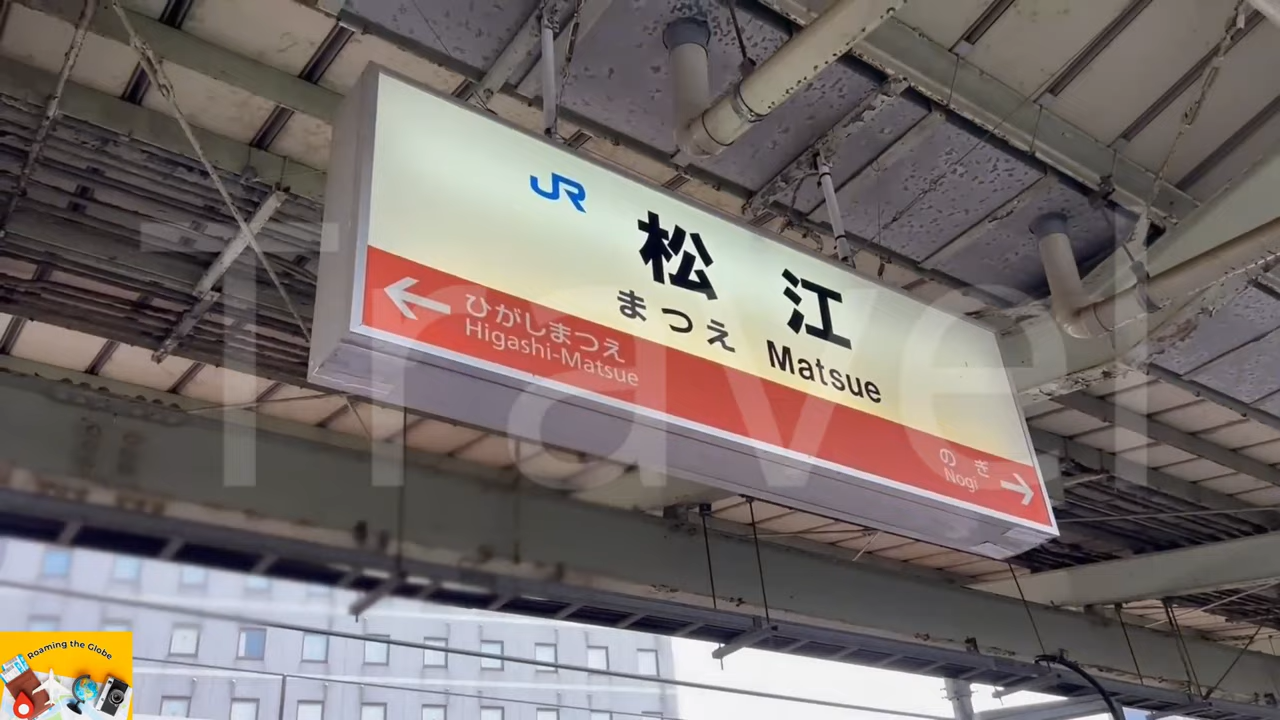 JR
松江
まつえ Matsue
ひがしまつえ
Higashi-Matsue
のぎ
Nogi
Travel
Roaming the Globe